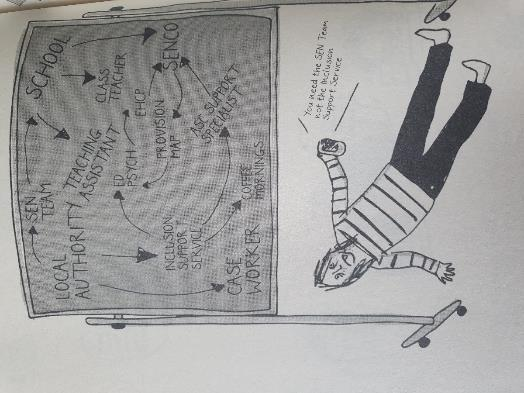 SEN
TEAM
SCHOOL
LOCAL
AUTHORITY
TEACHING
ASSISTANT
CLASS
TEACHER
ED
PSYCH
EHCP
PROVISION
MAP
SENCO
INCLUSION
SUPPORT
SERVICE
ASC SUPPORT
SPECIALIST
CASE
WORKER
COFFEE
MORNINGS
You need the SEN Team
not the Inclusion
Support Service